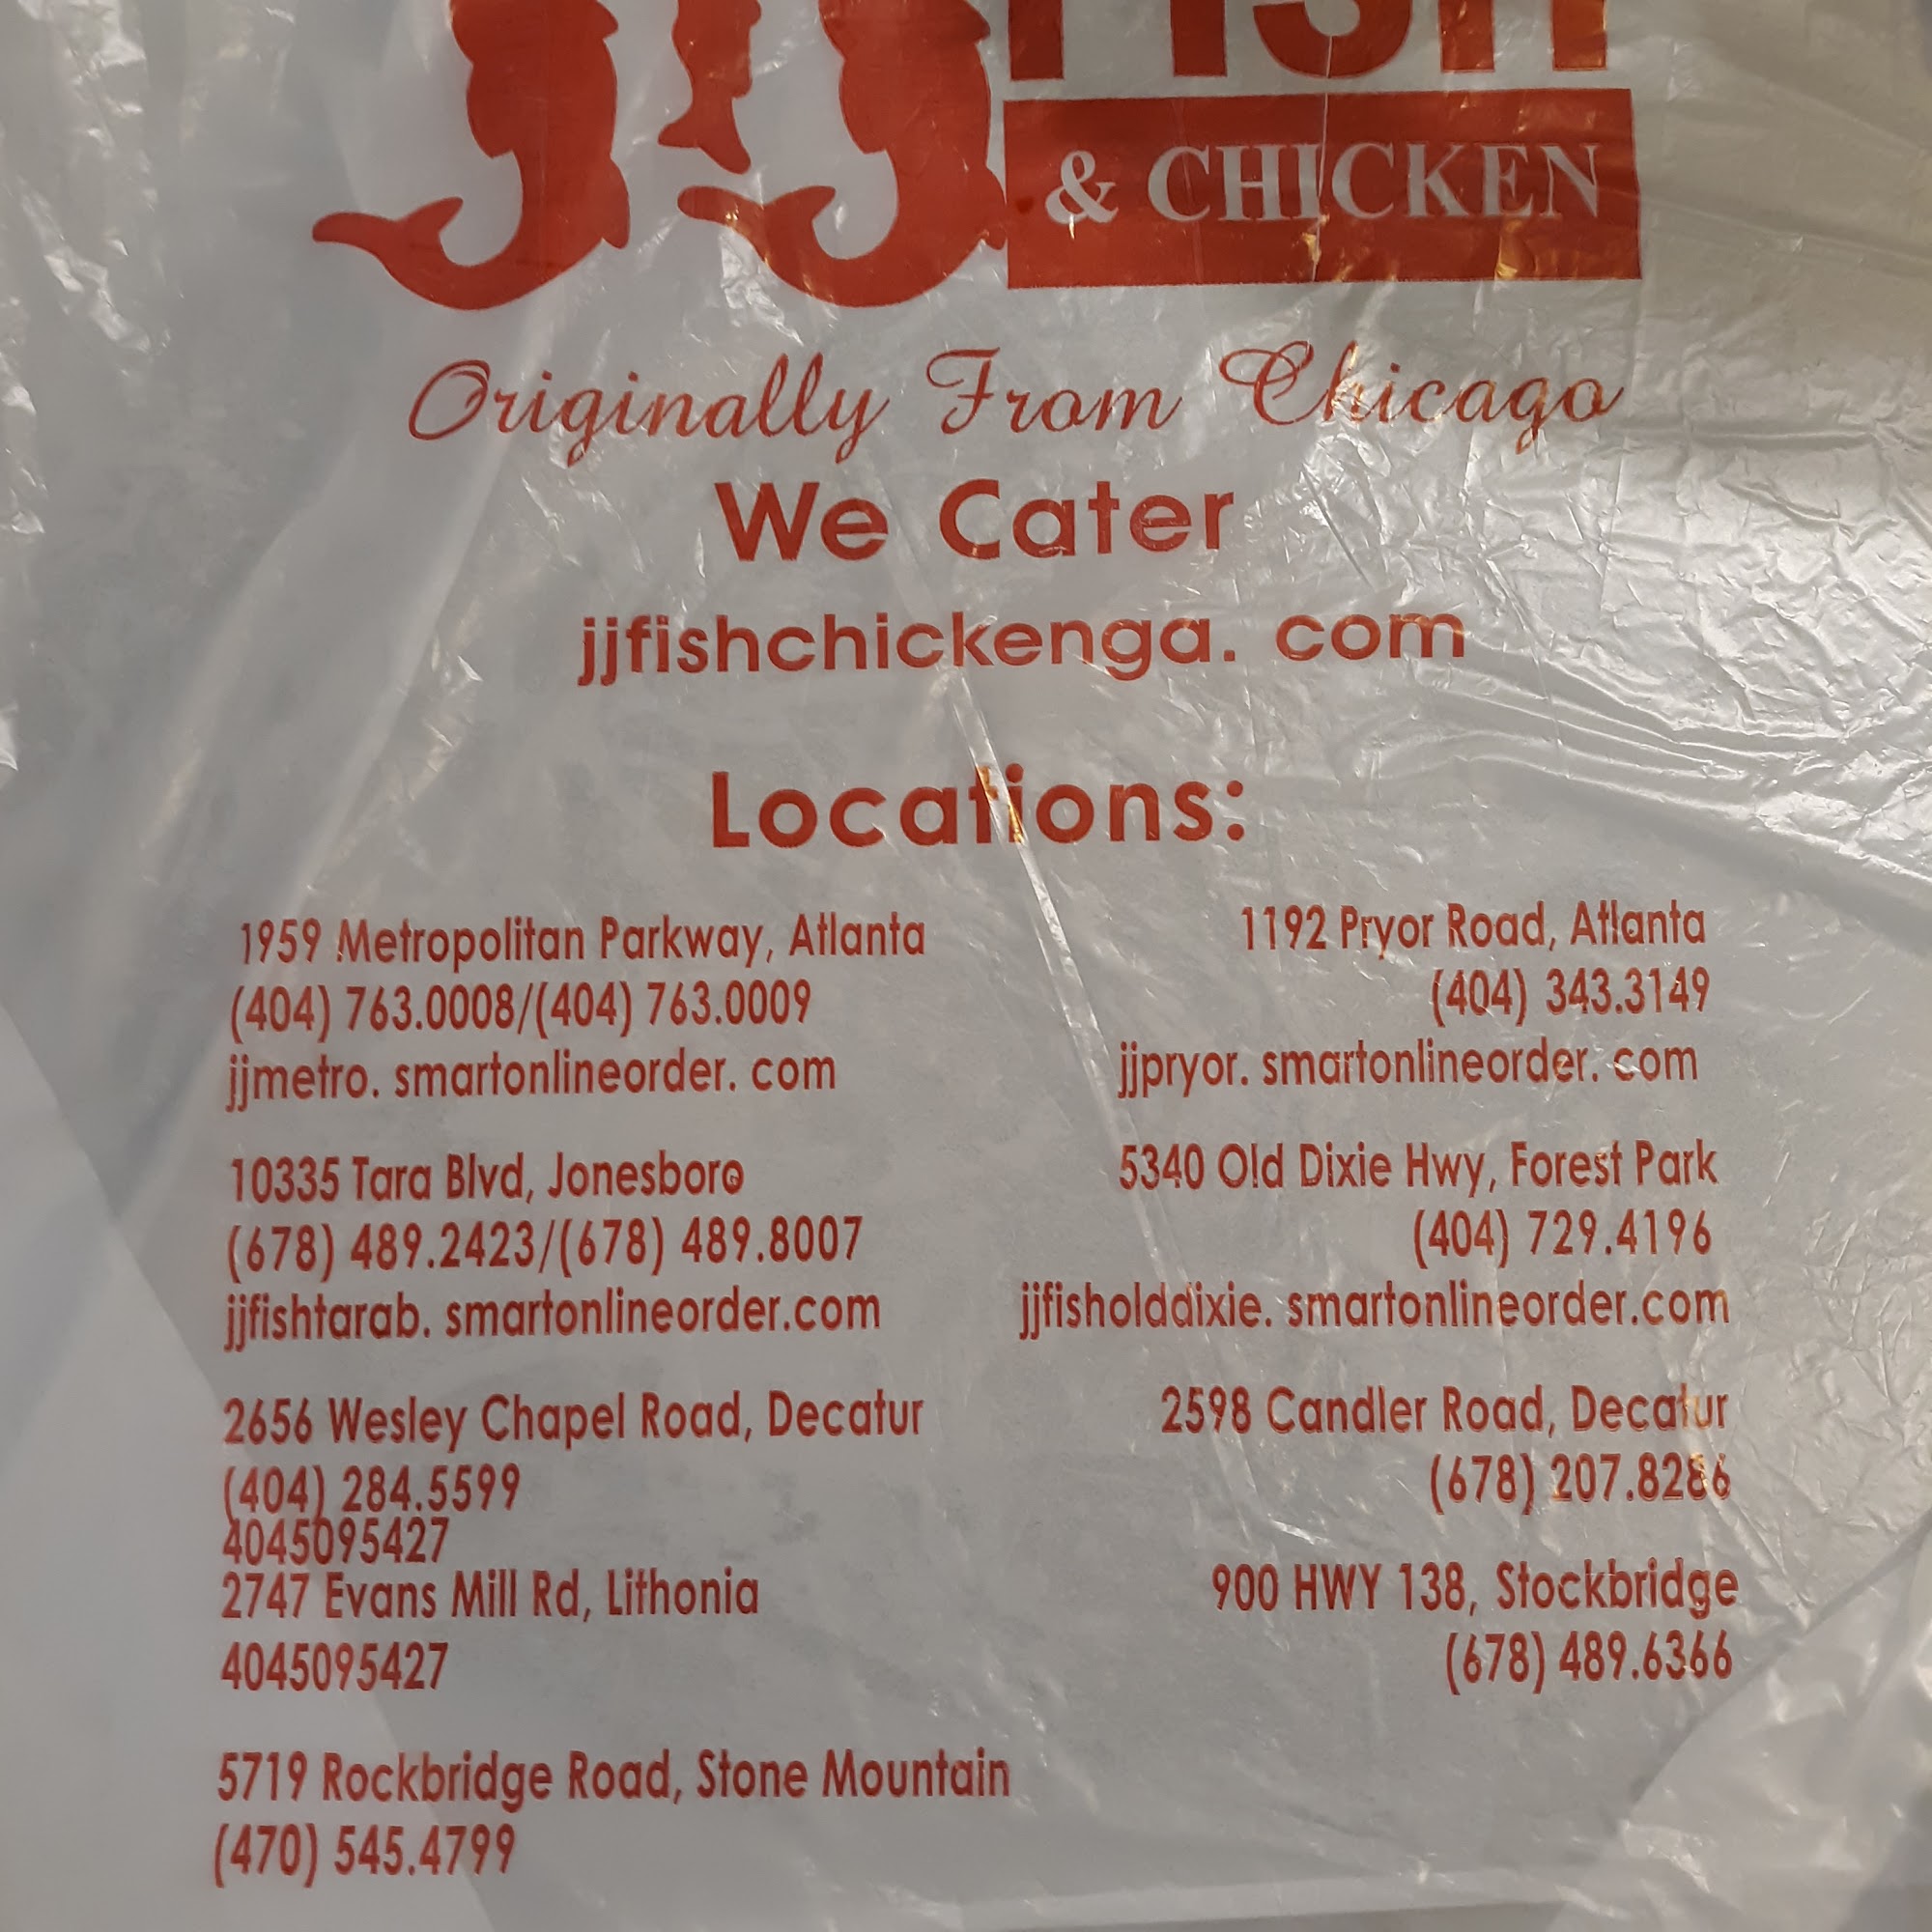 JJ FISH
& CHICKEN
Originally From Chicago
We Cater
jjfishchickenga. com
Locations:
1959 Metropolitan Parkway, Atlanta
(404) 763.0008/(404) 763.0009
jjmetro. smartonlineorder. com
10335 Tara Blvd, Jonesboro
(678) 489.2423/(678) 489.8007
jjfishtarab. smartonlineorder.com
2656 Wesley Chapel Road, Decatur
(404) 284.5599
4045095427
2747 Evans Mill Rd, Lithonia
4045095427
5719 Rockbridge Road, Stone Mountain
(470) 545.4799
1192 Pryor Road, Atlanta
(404) 343.3149
jjpryor. smartonlineorder. com
5340 Old Dixie Hwy, Forest Park
(404) 729.4196
jjfisholddixie. smartonlineorder.com
2598 Candler Road, Decatur
(678) 207.8286
900 HWY 138, Stockbridge
(678) 489.6366